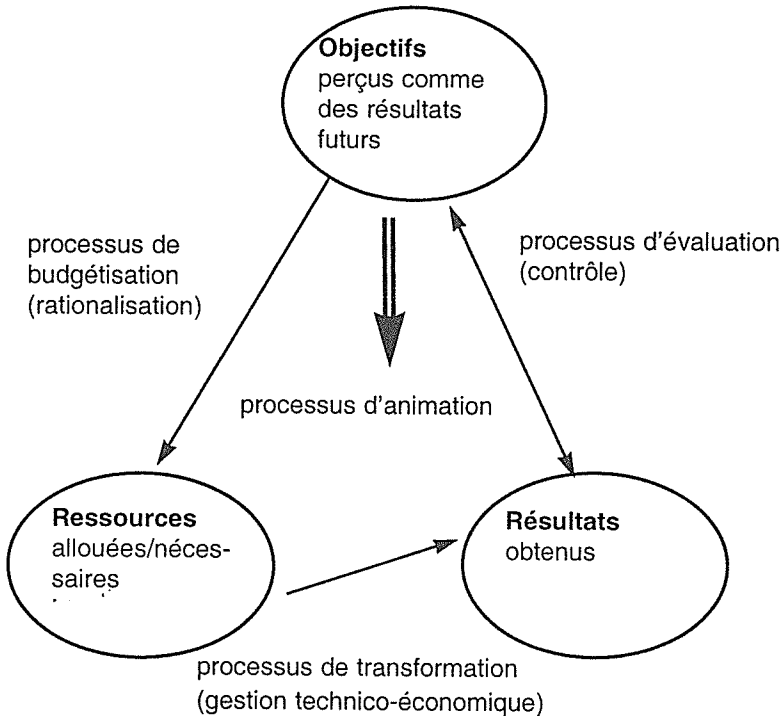 Objectifs
perçus comme
des résultats
futurs
processus de
budgétisation
(rationalisation)
processus d'évaluation
(contrôle)
processus d'animation
Ressources
allouées/néces-
saires
Résultats
obtenus
processus de transformation
(gestion technico-économique)